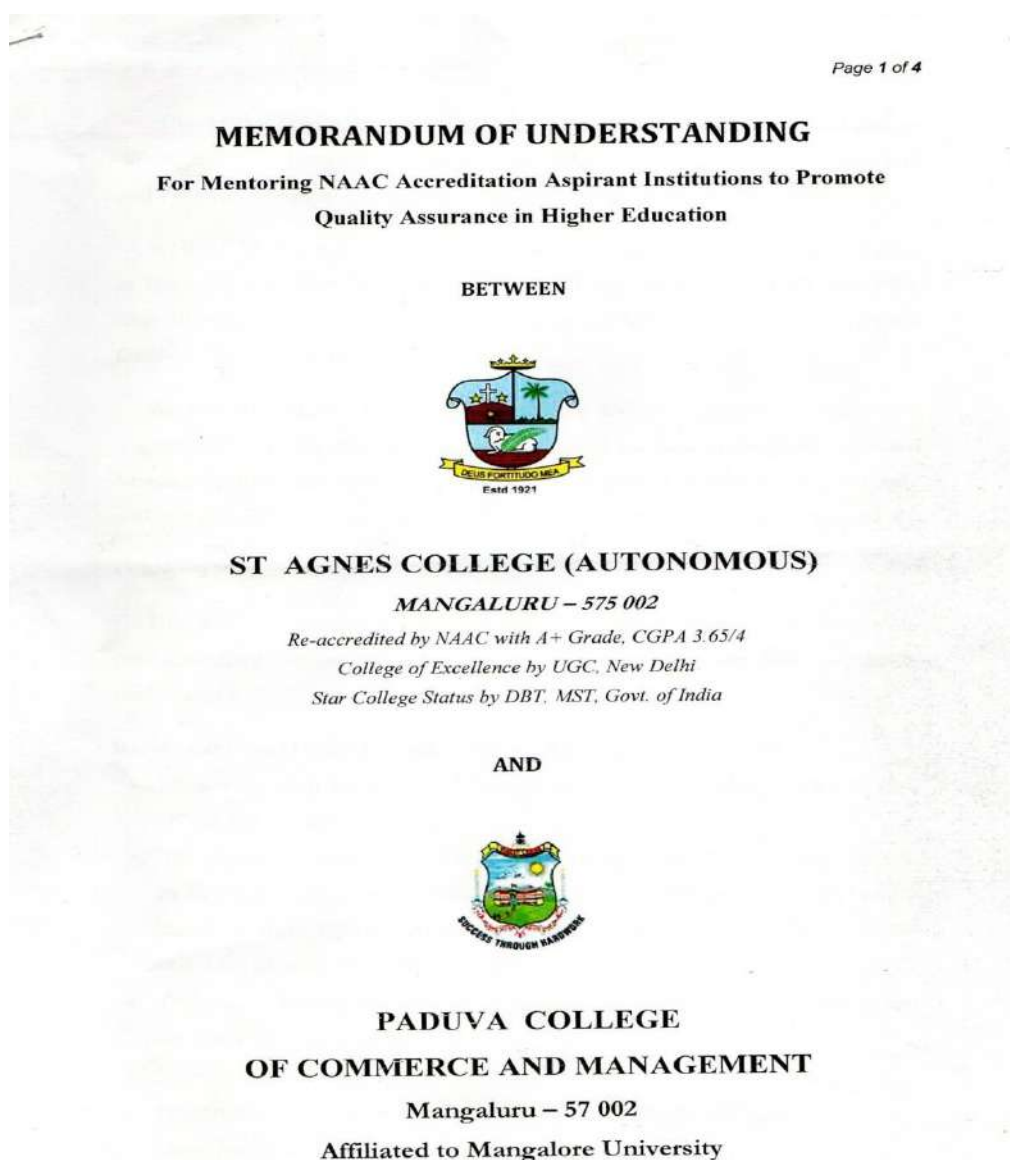 Page 1 of 4
MEMORANDUM OF UNDERSTANDING
For Mentoring NAAC Accreditation Aspirant Institutions to Promote
Quality Assurance in Higher Education
BETWEEN
DEUS FORTITUDO MEA
Estd 1921
ST AGNES COLLEGE (AUTONOMOUS)
MANGALURU – 575 002
Re-accredited by NAAC with A+ Grade, CGPA 3.65/4
College of Excellence by UGC, New Delhi
Star College Status by DBT, MST, Govt. of India
AND
SUCCESS THROUGH HARDWORK
PADUVA COLLEGE
OF COMMERCE AND MANAGEMENT
Mangaluru – 57 002
Affiliated to Mangalore University